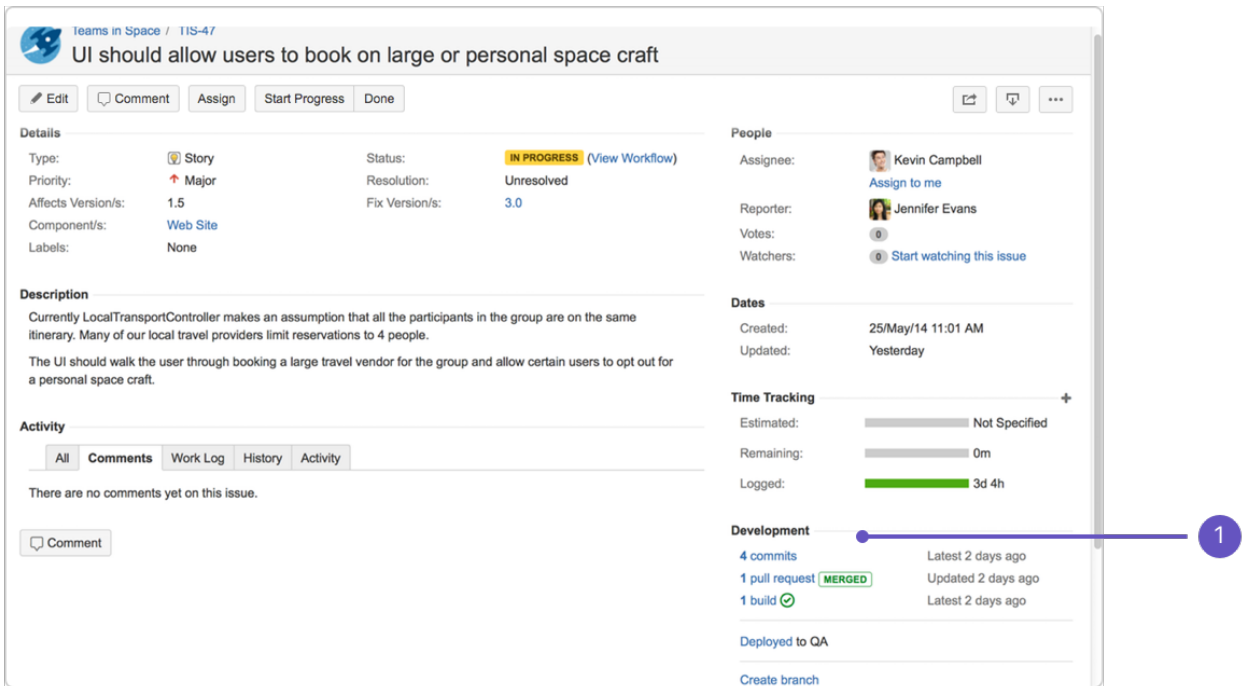 Teams in Space / TIS-47
UI should allow users to book on large or personal space craft
Edit
Comment
Assign
Start Progress
Done
Details
Type: Story
Status: IN PROGRESS (View Workflow)
Priority: Major
Resolution: Unresolved
Affects Version/s: 1.5
Fix Version/s: 3.0
Component/s: Web Site
Labels: None
Description
Currently LocalTransportController makes an assumption that all the participants in the group are on the same
itinerary. Many of our local travel providers limit reservations to 4 people.
The UI should walk the user through booking a large travel vendor for the group and allow certain users to opt out for
a personal space craft.
Activity
All Comments Work Log History Activity
There are no comments yet on this issue.
Comment
People
Assignee: Kevin Campbell
Assign to me
Reporter: Jennifer Evans
Votes: 0
Watchers: 0 Start watching this issue
Dates
Created: 25/May/14 11:01 AM
Updated: Yesterday
Time Tracking
Estimated: Not Specified
Remaining: 0m
Logged: 3d 4h
Development
1
4 commits Latest 2 days ago
1 pull request MERGED Updated 2 days ago
1 build Latest 2 days ago
Deployed to QA
Create branch